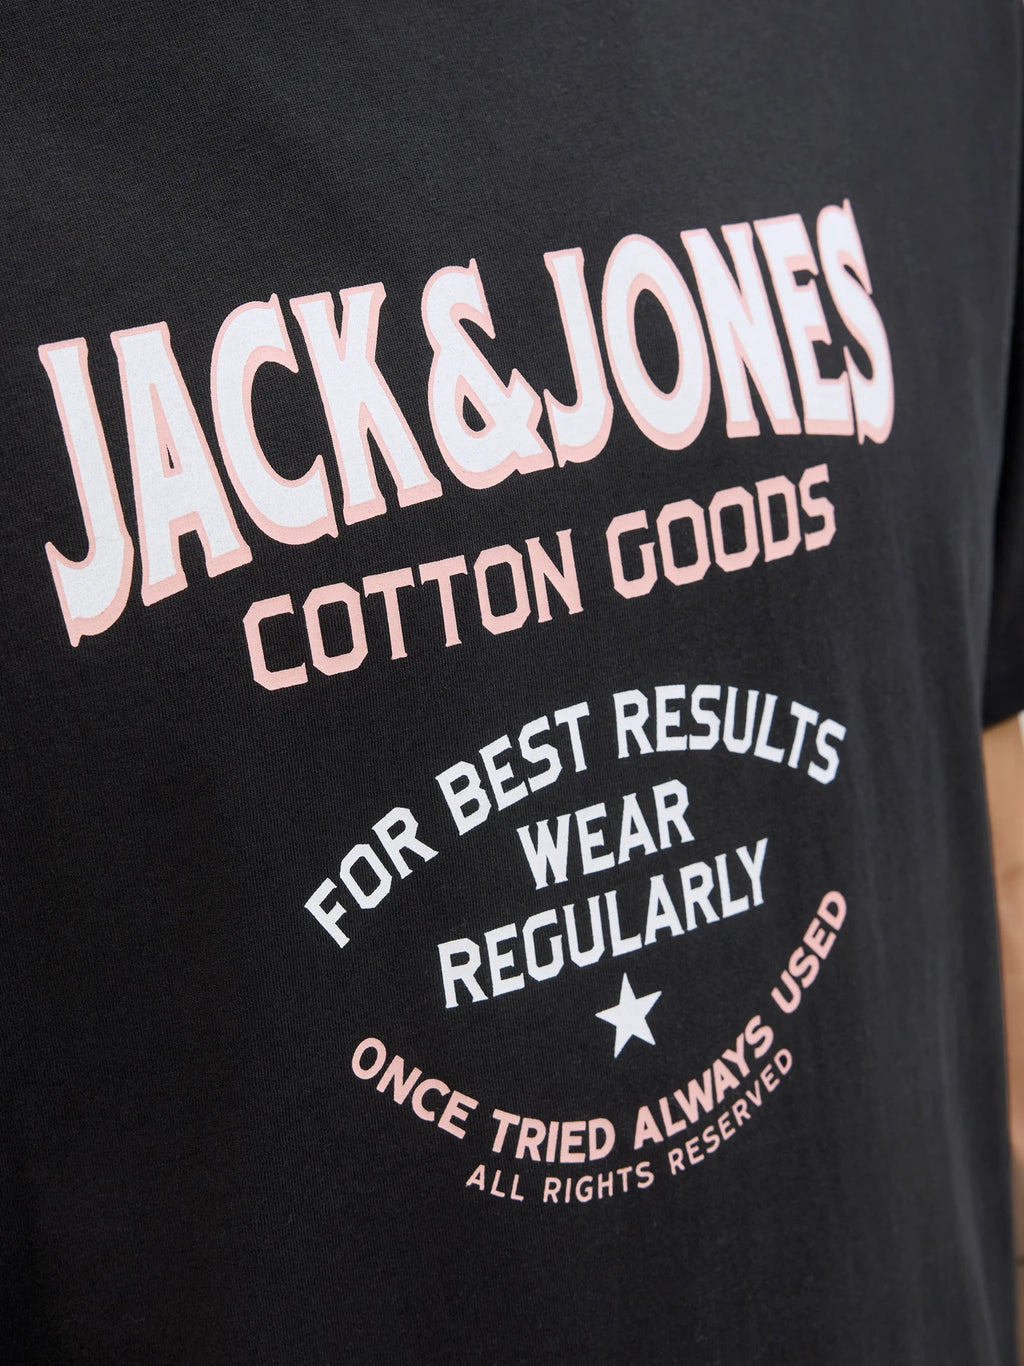 JACK&JONES
COTTON GOODS
FOR BEST RESULTS
WEAR
REGULARLY
ONCE TRIED ALWAYS USED
ALL RIGHTS RESERVED